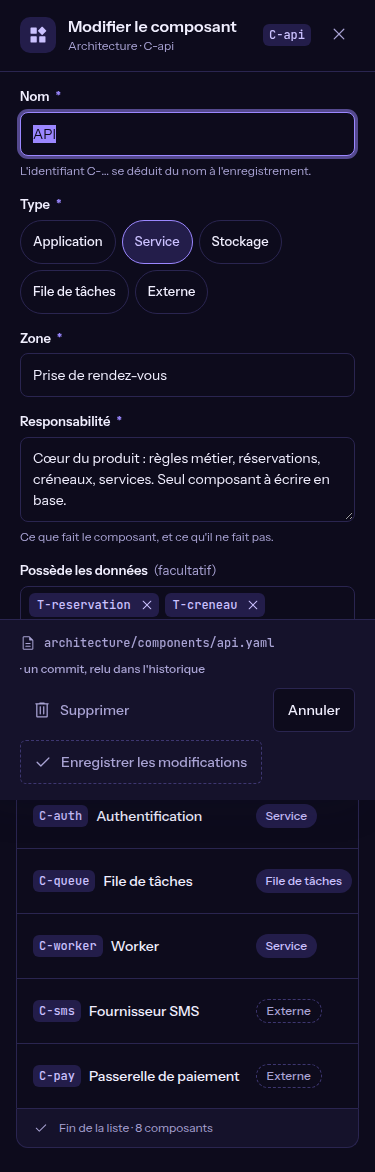 Modifier le composant
Architecture · C-api
C-api
Nom *
API
L'identifiant C-… se déduit du nom à l'enregistrement.
Type *
Application
Service
Stockage
File de tâches
Externe
Zone *
Prise de rendez-vous
Responsabilité *
Cœur du produit : règles métier, réservations,
créneaux, services. Seul composant à écrire en
base.
Ce que fait le composant, et ce qu'il ne fait pas.
Possède les données (facultatif)
T-reservation
T-creneau
architecture/components/api.yaml
· un commit, relu dans l'historique
Supprimer
Annuler
Enregistrer les modifications
C-auth Authentification Service
C-queue File de tâches File de tâches
C-worker Worker Service
C-sms Fournisseur SMS Externe
C-pay Passerelle de paiement Externe
Fin de la liste · 8 composants